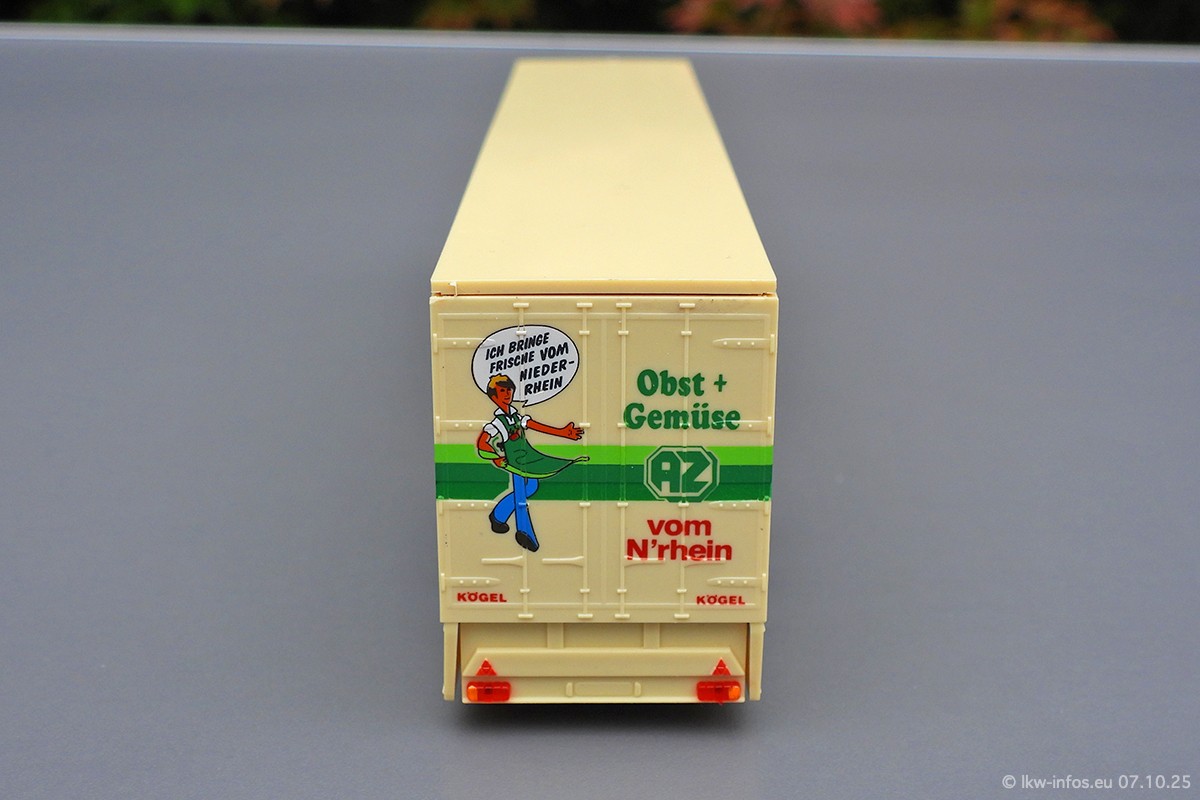 ICH BRINGE
FRISCHE VOM
NIEDER-
RHEIN
Obst +
Gemüse
AZ
vom
N'rhein
KÖGEL
KÖGEL
© lkw-infos.eu 07.10.25